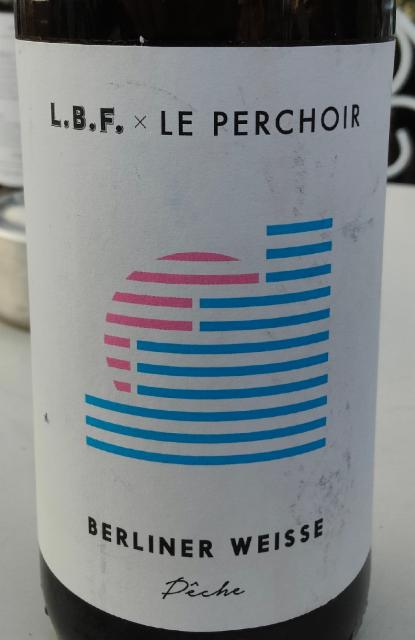 L.B.F. × LE PERCHOIR
BERLINER WEISSE
Pêche